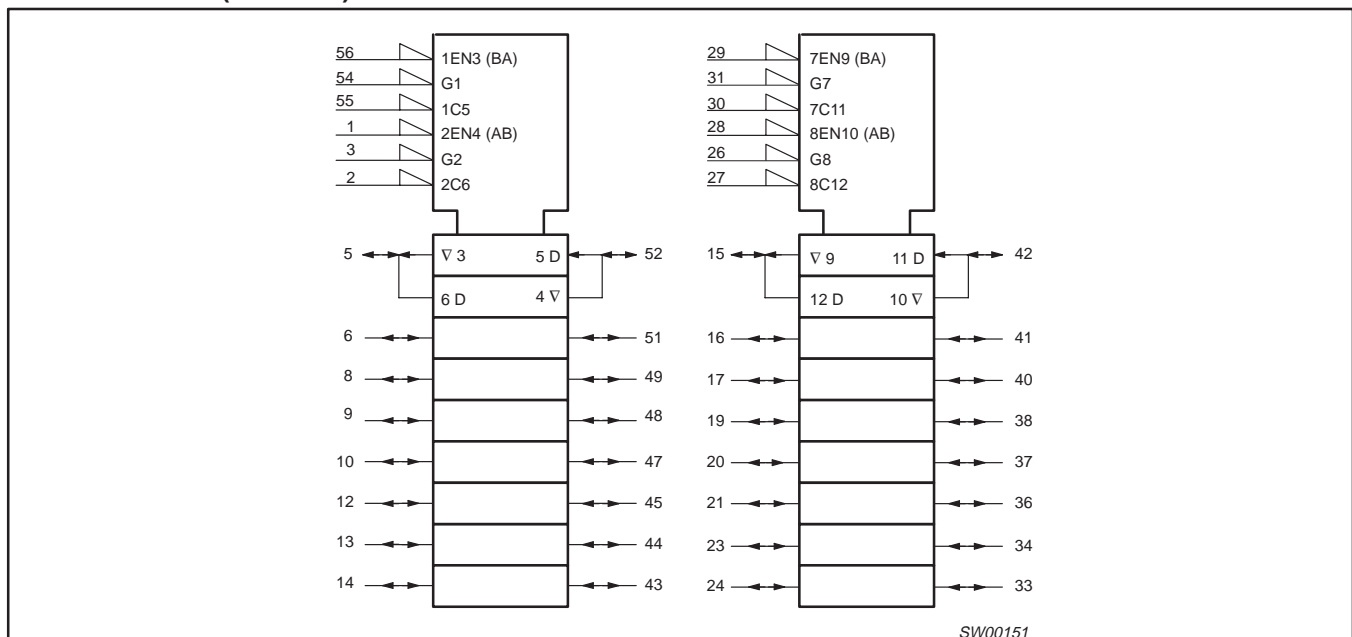 56 1EN3 (BA) 29 7EN9 (BA)
54 G1 31 G7
55 1C5 30 7C11
1 2EN4 (AB) 28 8EN10 (AB)
3 G2 26 G8
2 2C6 27 8C12
5 ∇ 3 5 D 52 15 ∇ 9 11 D 42
6 D 4 ∇ 12 D 10 ∇
6 51 16 41
8 49 17 40
9 48 19 38
10 47 20 37
12 45 21 36
13 44 23 34
14 43 24 33
SW00151